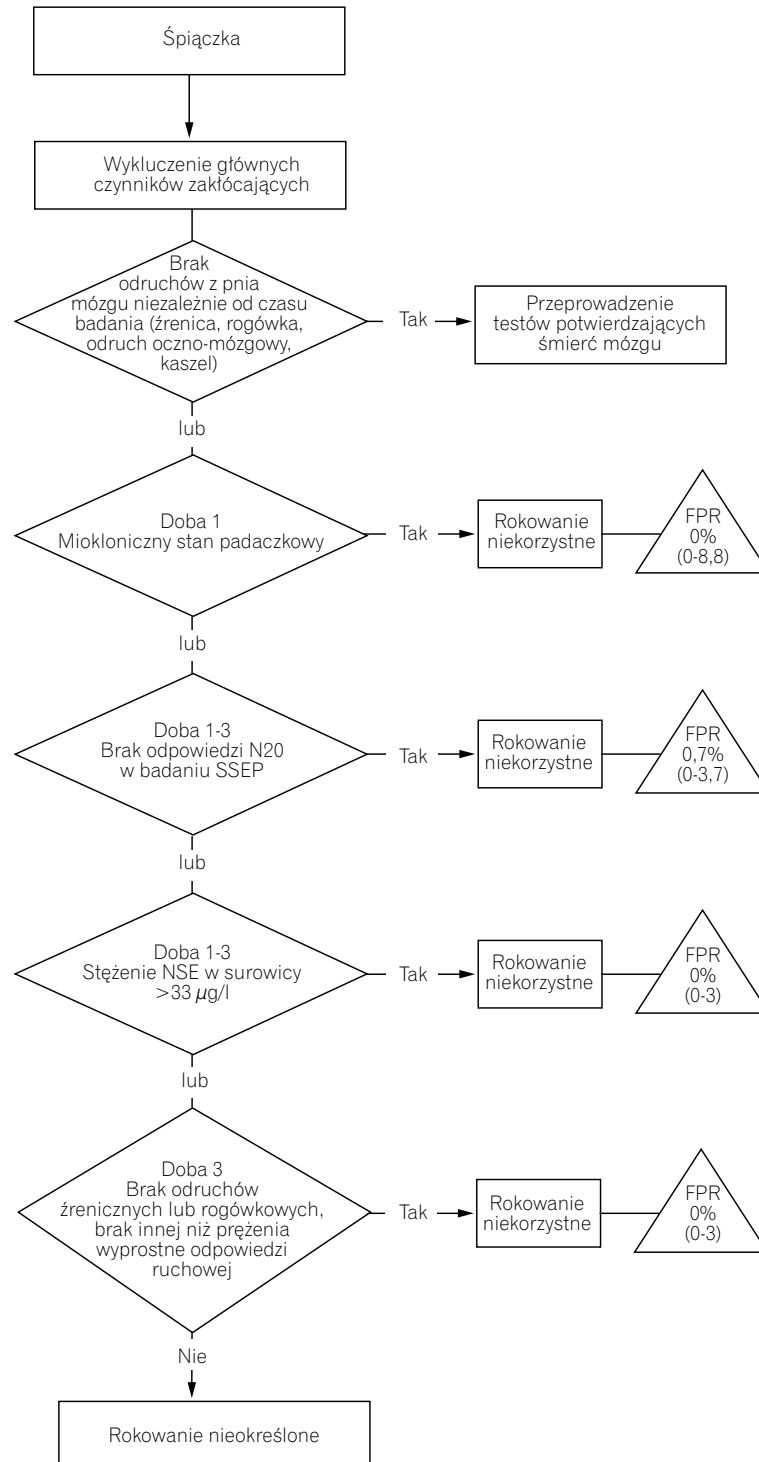 Śpiączka
Wykluczenie głównych
czynników zakłócających
Brak
odruchów z pnia
mózgu niezależnie od czasu
badania (źrenica, rogówka,
odruch oczno-mózgowy,
kaszel)
Tak
Przeprowadzenie
testów potwierdzających
śmierć mózgu
lub
Doba 1
Miokloniczny stan padaczkowy
Tak
Rokowanie
niekorzystne
FPR
0%
(0-8,8)
lub
Doba 1-3
Brak odpowiedzi N20
w badaniu SSEP
Tak
Rokowanie
niekorzystne
FPR
0,7%
(0-3,7)
lub
Doba 1-3
Stężenie NSE w surowicy
>33 µg/l
Tak
Rokowanie
niekorzystne
FPR
0%
(0-3)
lub
Doba 3
Brak odruchów
źrenicznych lub rogówkowych,
brak innej niż prężenia
wyprostne odpowiedzi
ruchowej
Tak
Rokowanie
niekorzystne
FPR
0%
(0-3)
Nie
Rokowanie nieokreślone